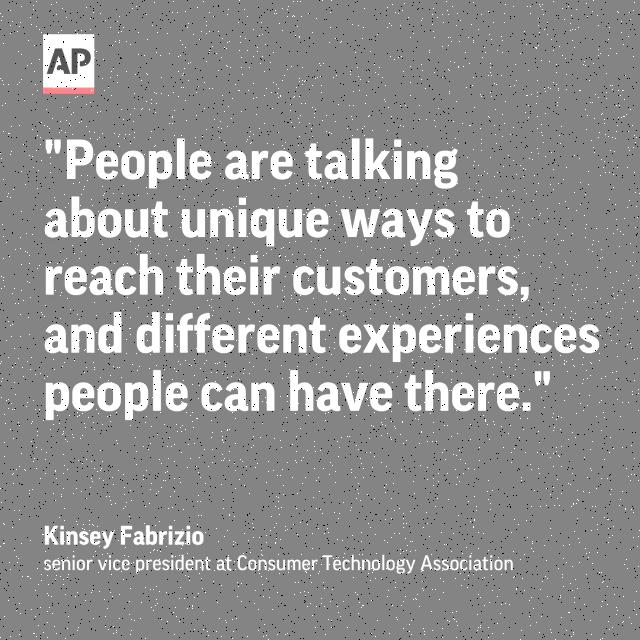 AP
"People are talking
about unique ways to
reach their customers,
and different experiences
people can have there."
Kinsey Fabrizio
senior vice president at Consumer Technology Association